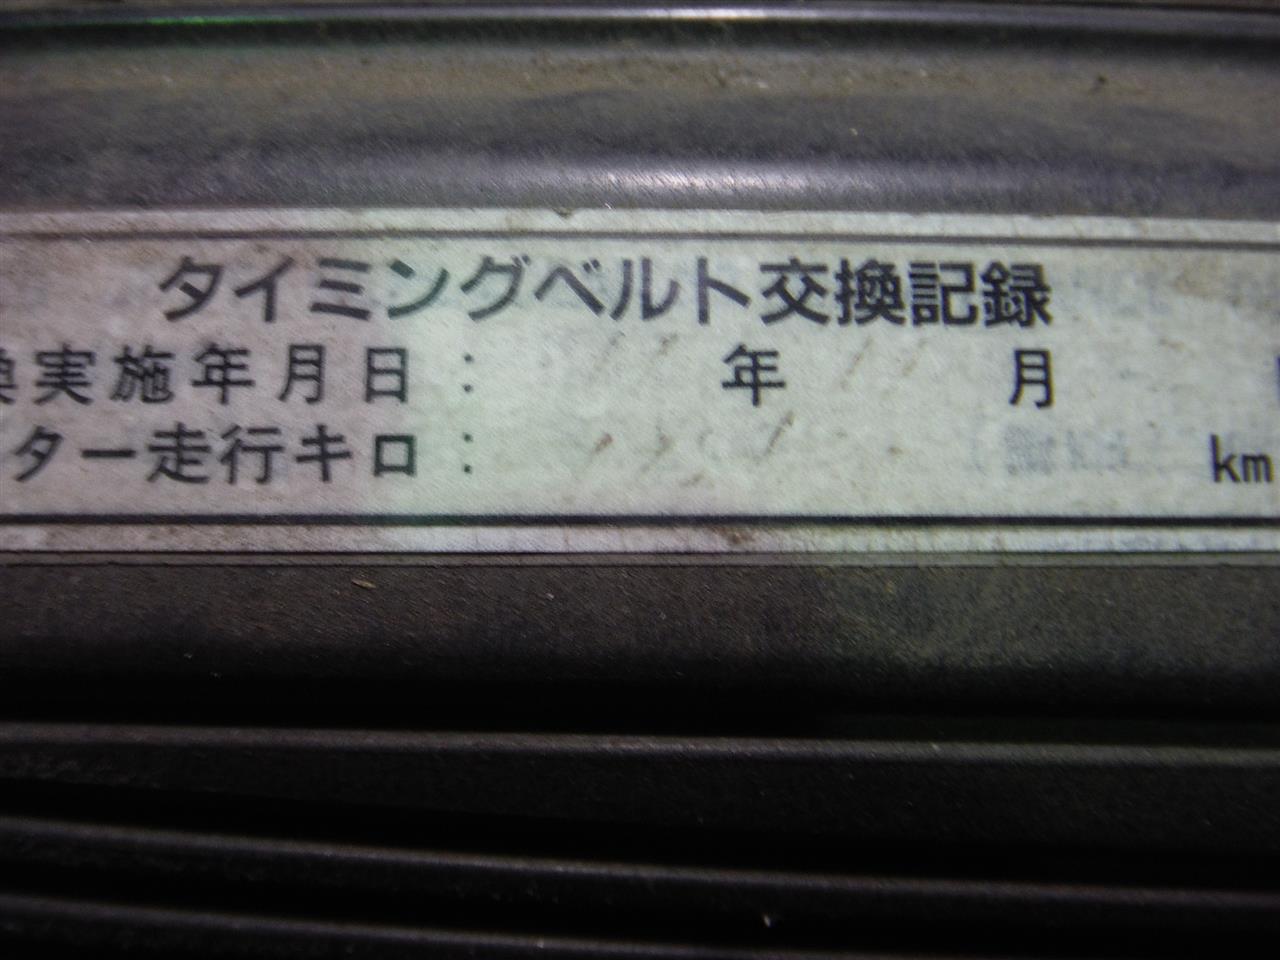 タイミングベルト交換記録
換実施年月日： 年 月
ター走行キロ： km